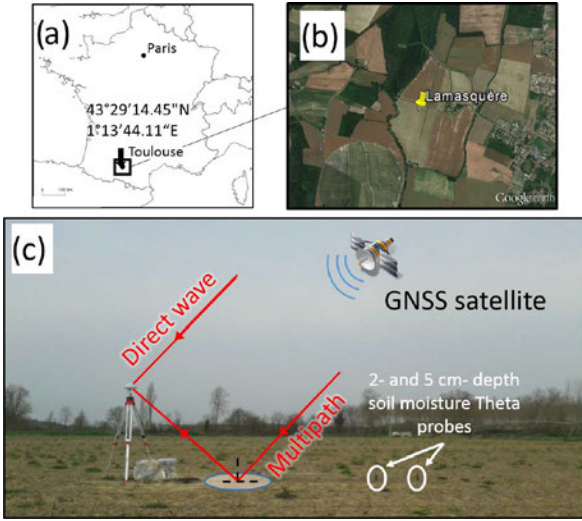 (a)
Paris
43°29’14.45"N
1°13’44.11“E
Toulouse
(b)
Lamasquère
Google earth
(c)
Direct wave
GNSS satellite
Multipath
2- and 5 cm- depth
soil moisture Theta
probes